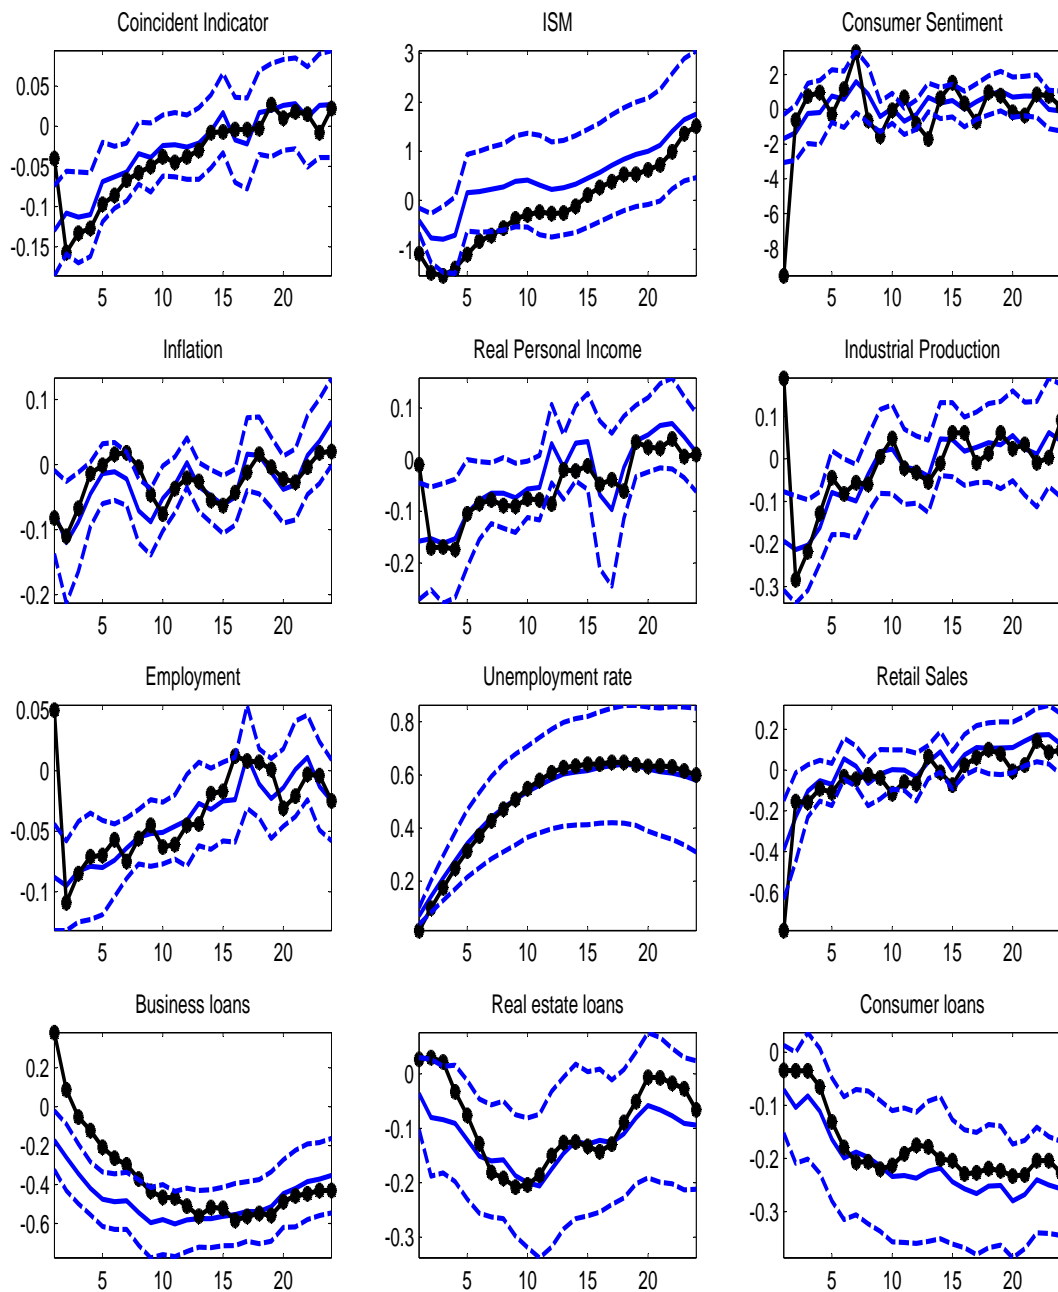 Coincident Indicator
ISM
Consumer Sentiment
0.05
0
-0.05
-0.1
-0.15
5 10 15 20
3
2
1
0
-1
5 10 15 20
2
0
-2
-4
-6
-8
5 10 15 20
Inflation
Real Personal Income
Industrial Production
0.1
0
-0.1
-0.2
5 10 15 20
0.1
0
-0.1
-0.2
5 10 15 20
0.1
0
-0.1
-0.2
-0.3
5 10 15 20
Employment
Unemployment rate
Retail Sales
0.05
0
-0.05
-0.1
5 10 15 20
0.8
0.6
0.4
0.2
5 10 15 20
0.2
0
-0.2
-0.4
-0.6
5 10 15 20
Business loans
Real estate loans
Consumer loans
0.2
0
-0.2
-0.4
-0.6
5 10 15 20
0
-0.1
-0.2
-0.3
5 10 15 20
0
-0.1
-0.2
-0.3
5 10 15 20